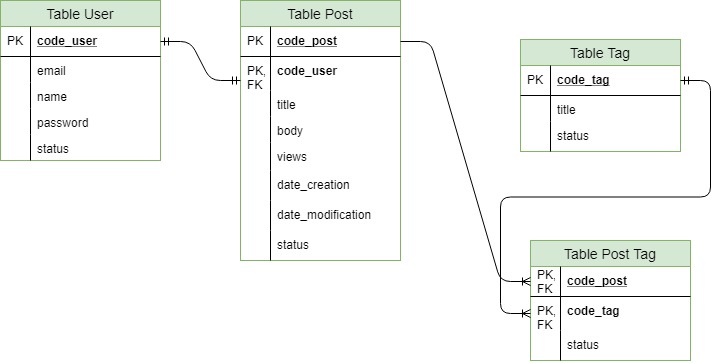 Table User
PK code_user
email
name
password
status
Table Post
PK code_post
PK, FK code_user
title
body
views
date_creation
date_modification
status
Table Tag
PK code_tag
title
status
Table Post Tag
PK, FK code_post
PK, FK code_tag
status